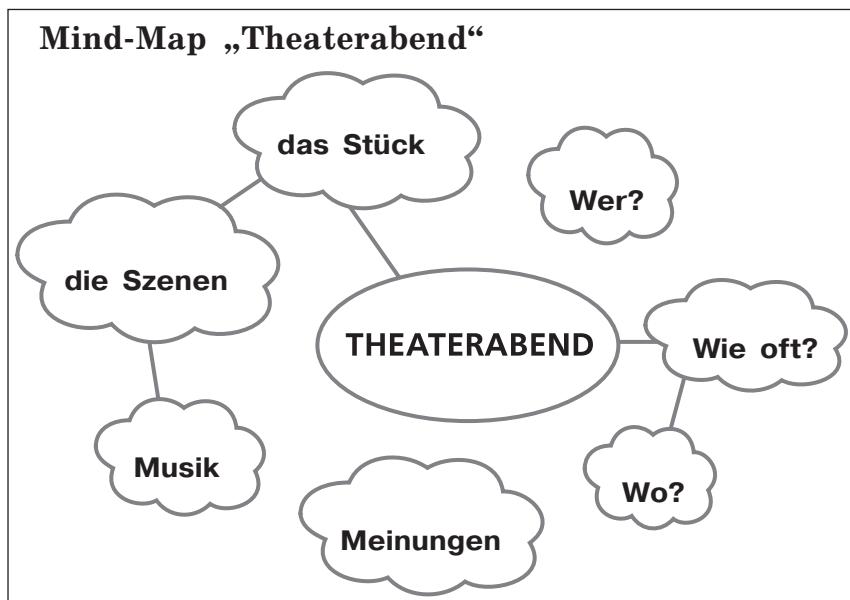 Mind-Map „Theaterabend“
das Stück
Wer?
die Szenen
THEATERABEND
Wie oft?
Musik
Wo?
Meinungen